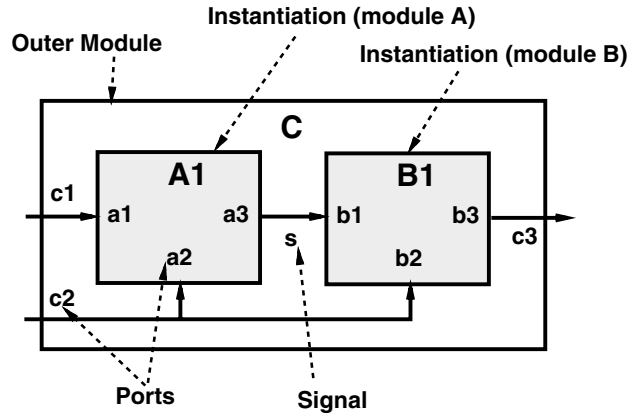 Instantiation (module A)
Outer Module
Instantiation (module B)
C
A1
B1
c1
a1
a3
b1
b3
s
c3
a2
b2
c2
Ports
Signal